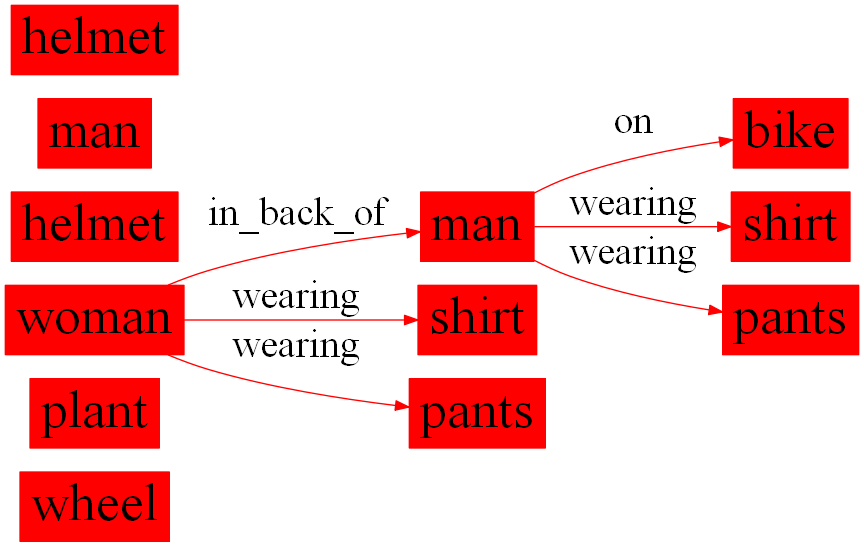 helmet
man
on
bike
helmet
in_back_of
man
wearing
shirt
wearing
woman
wearing
shirt
pants
wearing
plant
pants
wheel